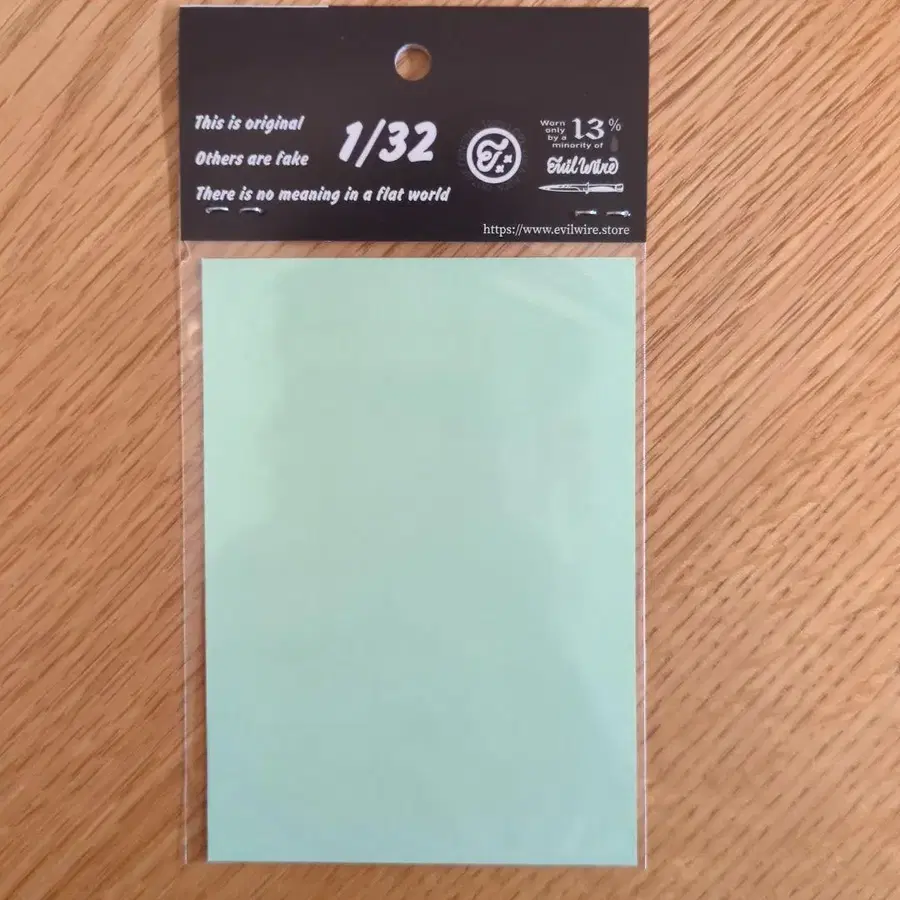 This is original
Others are fake
There is no meaning in a flat world
1/32
Worn
only
by a
minority of
13%
Evil Wire
https://www.evilwire.store